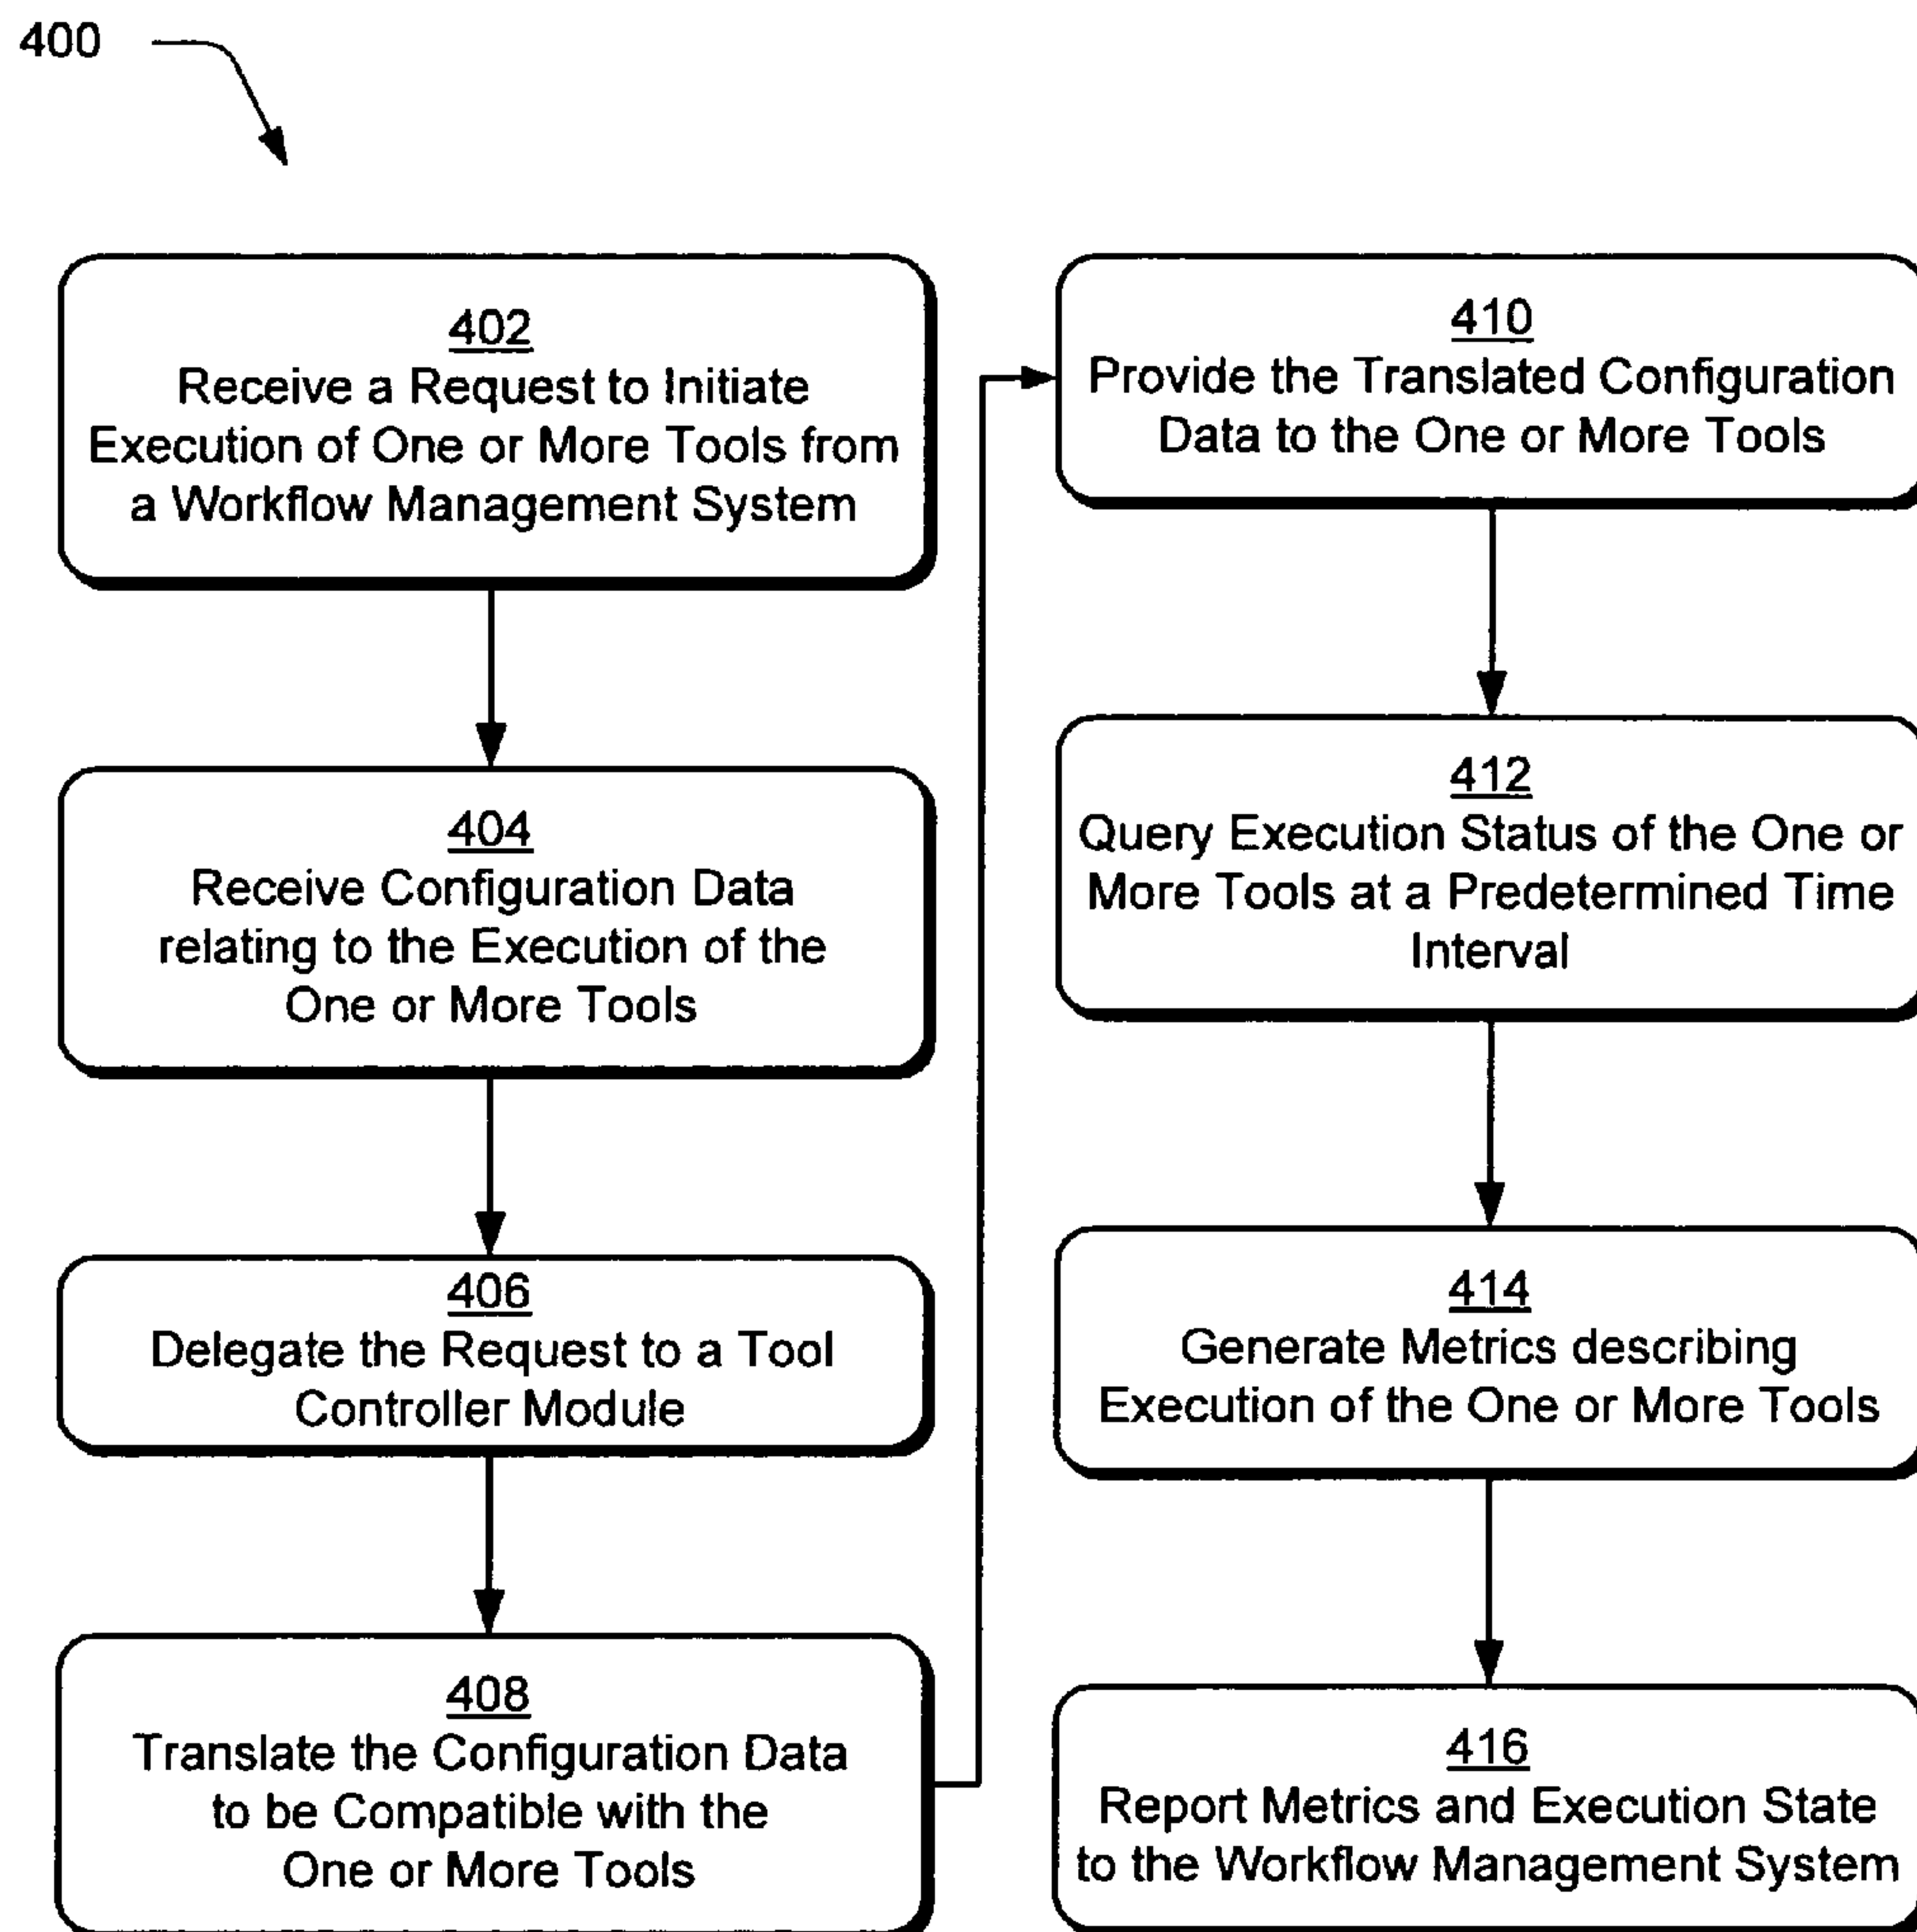 400
402
Receive a Request to Initiate
Execution of One or More Tools from
a Workflow Management System
404
Receive Configuration Data
relating to the Execution of the
One or More Tools
406
Delegate the Request to a Tool
Controller Module
408
Translate the Configuration Data
to be Compatible with the
One or More Tools
410
Provide the Translated Configuration
Data to the One or More Tools
412
Query Execution Status of the One or
More Tools at a Predetermined Time
Interval
414
Generate Metrics describing
Execution of the One or More Tools
416
Report Metrics and Execution State
to the Workflow Management System